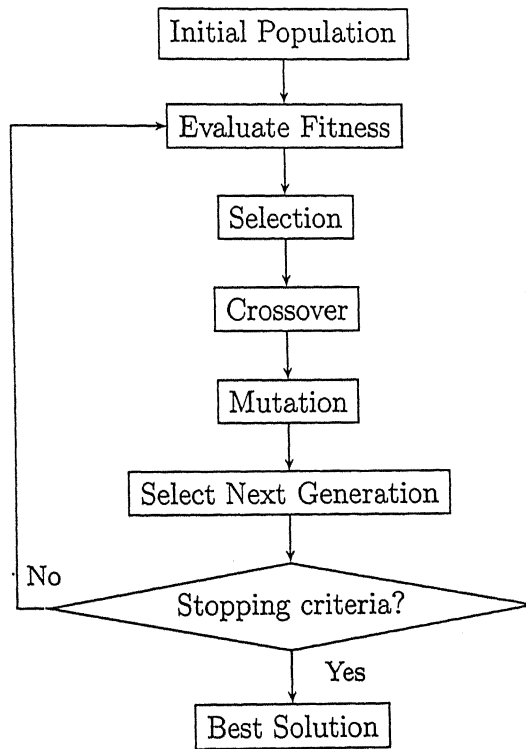 Initial Population
Evaluate Fitness
Selection
Crossover
Mutation
Select Next Generation
No
Stopping criteria?
Yes
Best Solution